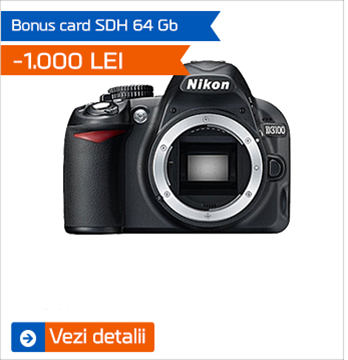 Bonus card SDH 64 Gb
-1.000 LEI
Nikon
D3100
Vezi detalii